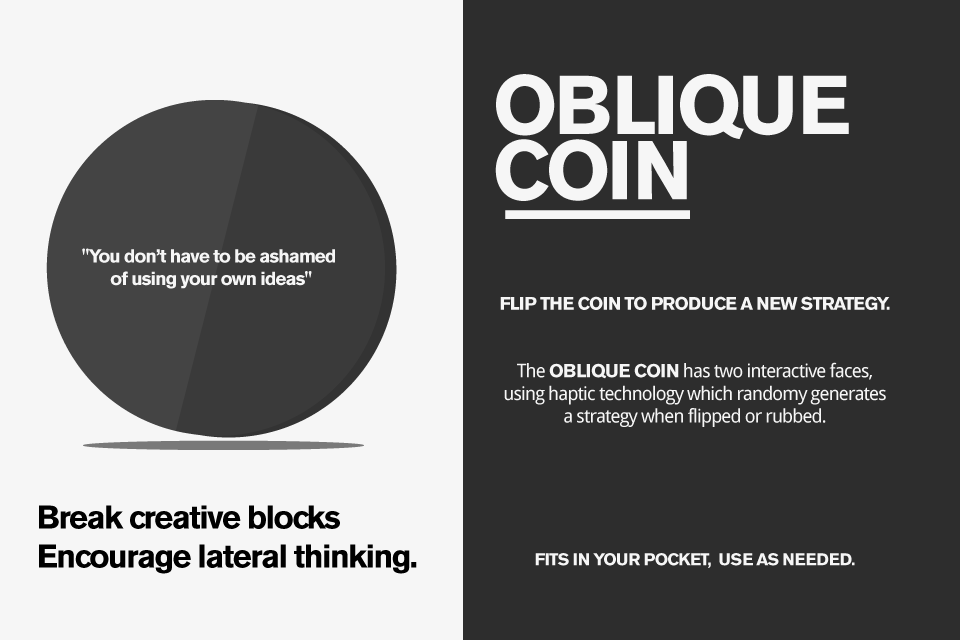 "You don't have to be ashamed
of using your own ideas"
Break creative blocks
Encourage lateral thinking.
OBLIQUE
COIN
FLIP THE COIN TO PRODUCE A NEW STRATEGY.
The OBLIQUE COIN has two interactive faces,
using haptic technology which randomy generates
a strategy when flipped or rubbed.
FITS IN YOUR POCKET,  USE AS NEEDED.